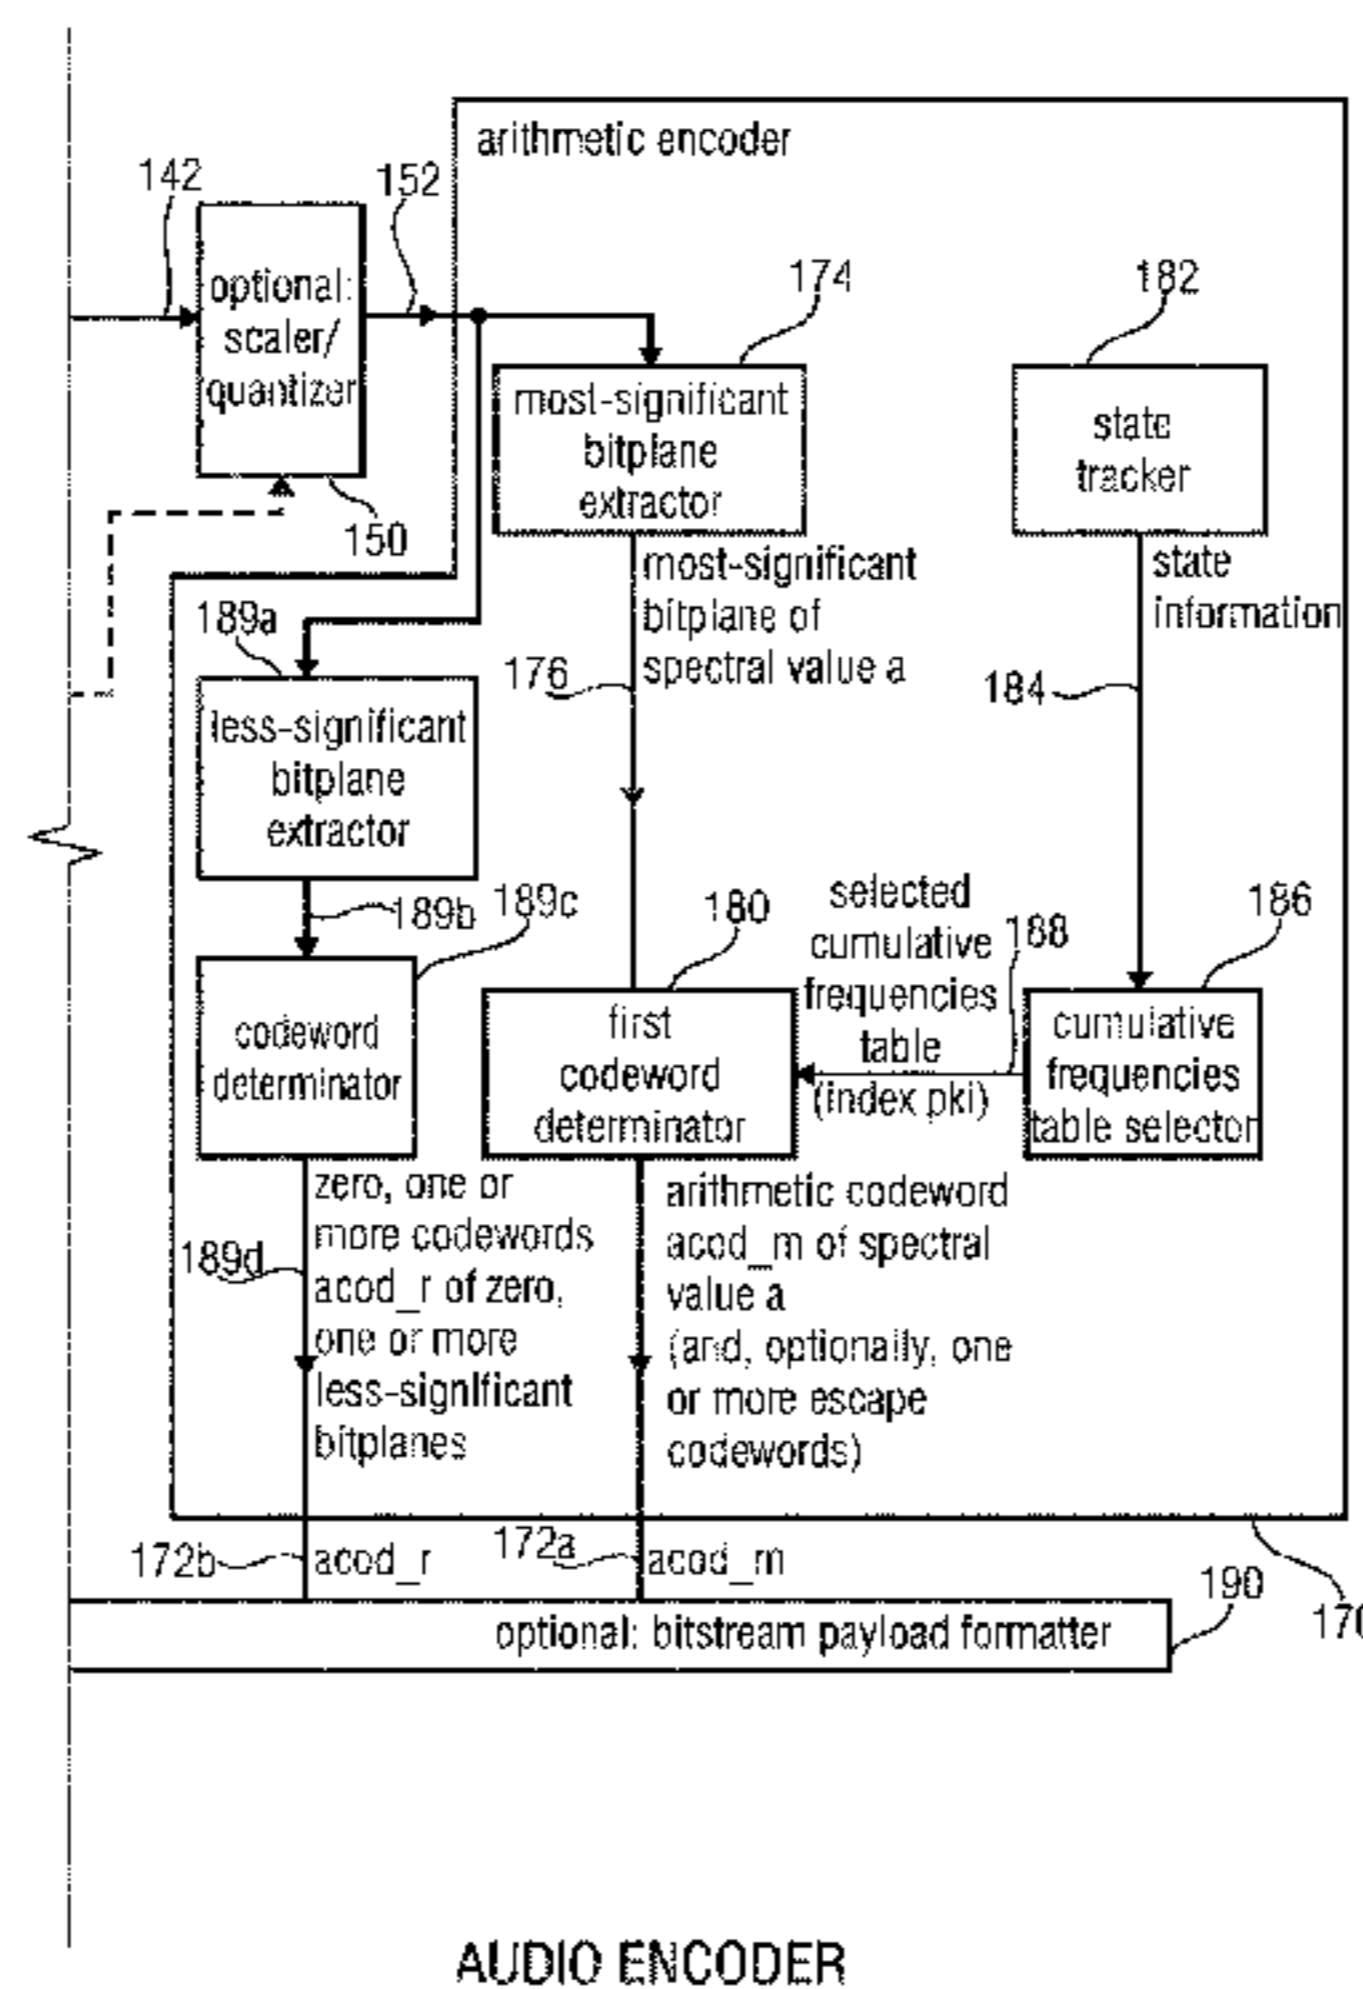 arithmetic encoder
142
152
optional:
scaler/
quantizer
150
174
182
most-significant
bitplane
extractor
state
tracker
most-significant
bitplane of
spectral value a
176
state
information
184
189a
less-significant
bitplane
extractor
189b
189c
codeword
determinator
180
first
codeword
determinator
selected
cumulative
frequencies
table
(index pki)
188
186
cumulative
frequencies
table selector
zero, one or
more codewords
acod_r of zero,
one or more
less-significant
bitplanes
189d
arithmetic codeword
acod_m of spectral
value a
(and, optionally, one
or more escape
codewords)
172b
acod_r
172a
acod_m
190
optional: bitstream payload formatter
AUDIO ENCODER